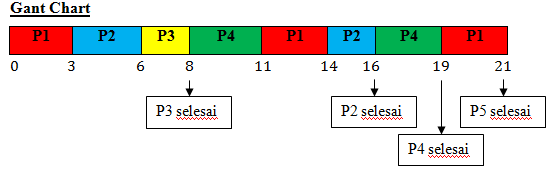 Gant Chart
P1 P2 P3 P4 P1 P2 P4 P1
0 3 6 8 11 14 16 19 21
P3 selesai P2 selesai P5 selesai
P4 selesai